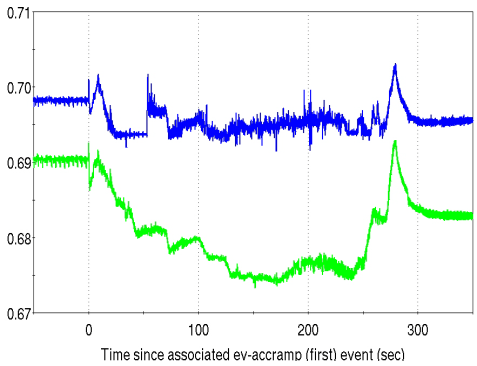 0.71
0.70
0.69
0.68
0.67
0 100 200 300
Time since associated ev-accramp (first) event (sec)